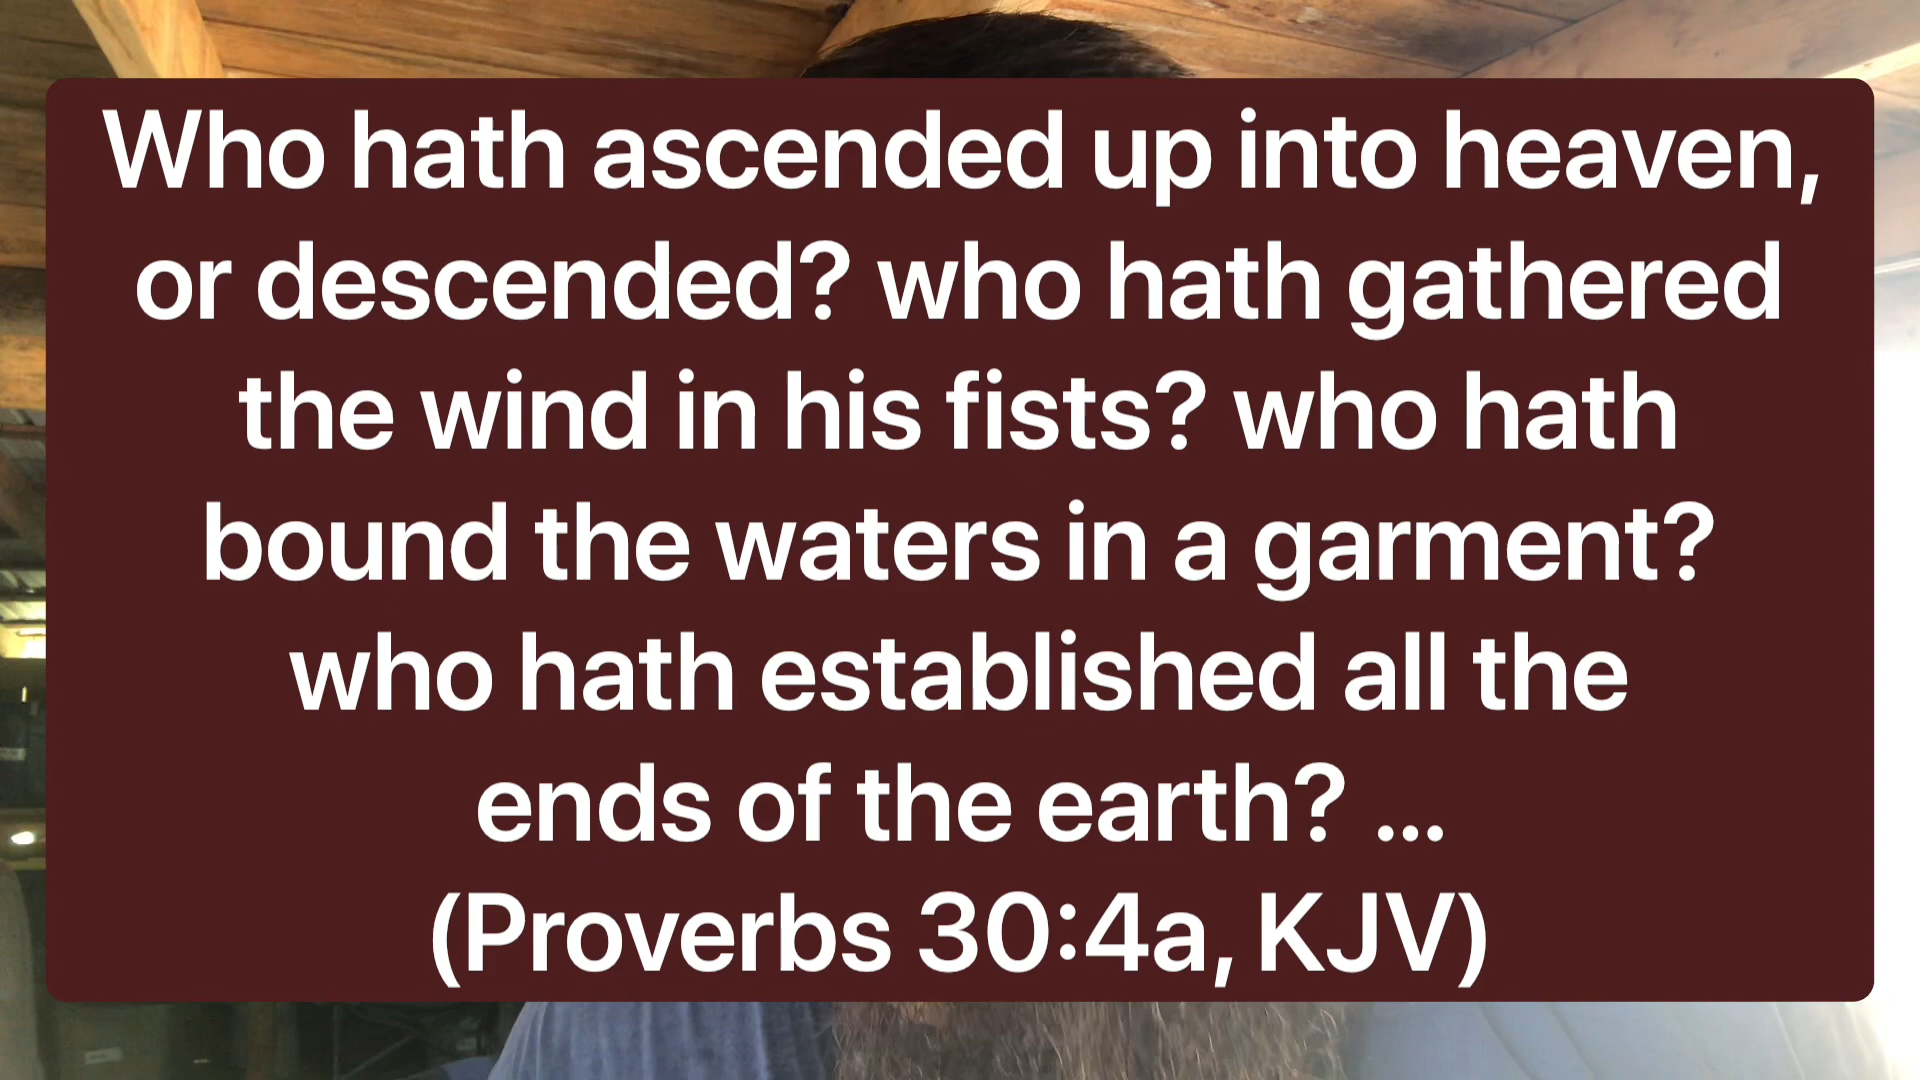 Who hath ascended up into heaven,
or descended? who hath gathered
the wind in his fists? who hath
bound the waters in a garment?
who hath established all the
ends of the earth? ...
(Proverbs 30:4a, KJV)